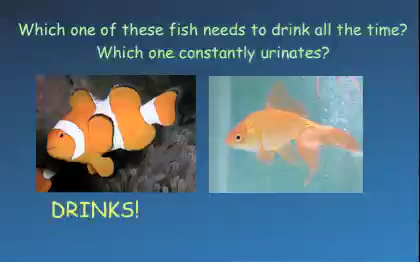 Which one of these fish needs to drink all the time?
Which one constantly urinates?
DRINKS!